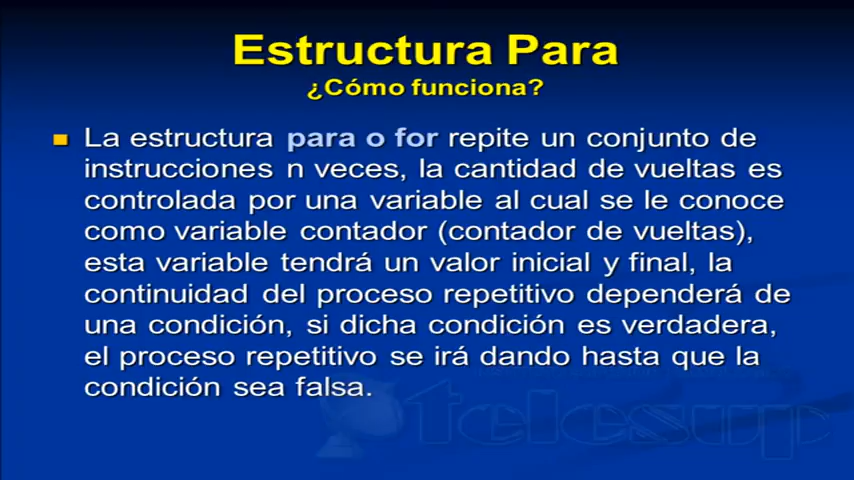 Estructura Para
¿Cómo funciona?
La estructura para o for repite un conjunto de
instrucciones n veces, la cantidad de vueltas es
controlada por una variable al cual se le conoce
como variable contador (contador de vueltas),
esta variable tendrá un valor inicial y final, la
continuidad del proceso repetitivo dependerá de
una condición, si dicha condición es verdadera,
el proceso repetitivo se irá dando hasta que la
condición sea falsa.
telesup